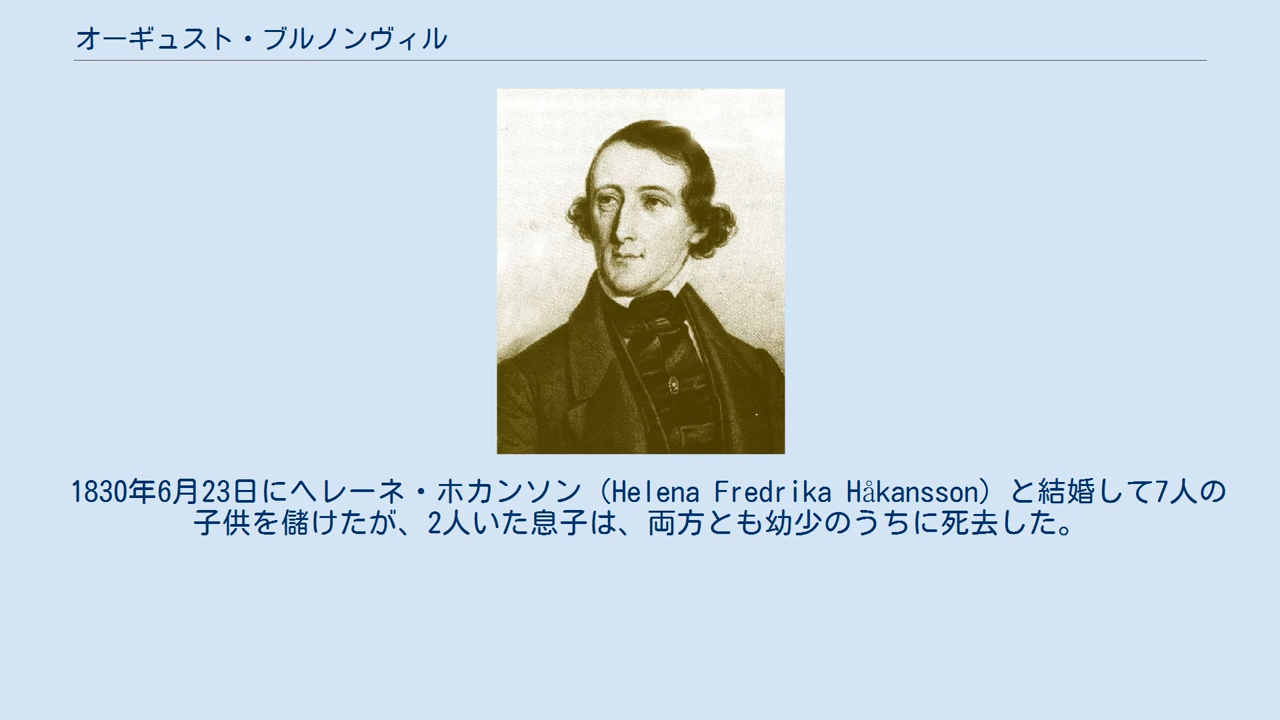 オーギュスト・ブルノンヴィル
1830年6月23日にヘレーネ・ホカンソン（Helena Fredrika Håkansson）と結婚して7人の
子供を儲けたが、2人いた息子は、両方とも幼少のうちに死去した。